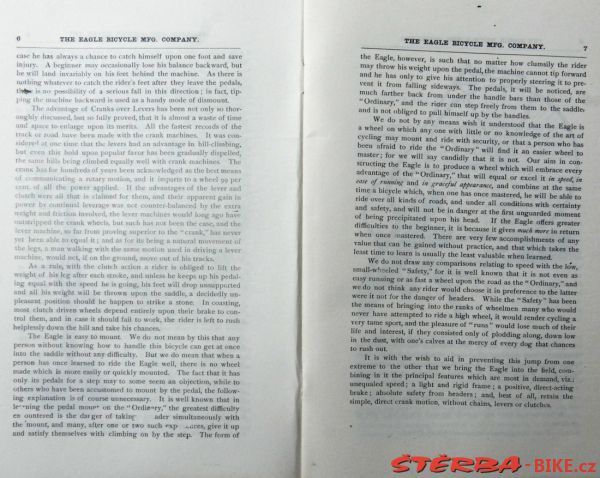 6 THE EAGLE BICYCLE MFG. COMPANY.
case he has always a chance to catch himself upon one foot and save
injury. A beginner may occasionally lose his balance backward, but
he will land invariably on his feet behind the machine. As there is
nothing whatever to catch the rider's feet after they leave the pedals,
there is no possibility of a serious fall in this direction; in fact, tip-
ping the machine backward is used as a handy mode of dismount.
The advantage of Cranks over Levers has been not only so thor-
oughly discussed, but so fully proved, that it is almost a waste of time
and space to enlarge upon its merits. All the fastest records of the
track or road have been made with the crank machines. It was con-
sidered at one time that the levers had an advantage in hill-climbing,
but even this hold upon popular favor has been gradually dispelled,
the same hills being climbed equally well with cranks. The
crank has for hundreds of years been acknowledged as the best means
of communicating a rotary motion, and it imparts to a wheel 99 per
cent. of all the power applied. If the advantages of the lever and
clutch were all that is claimed for them, and their apparent gain in
power by continual leverage was not counterbalanced by the extra
weight and friction involved, the lever machines would long ago have
outstripped the crank kind, but such has not been the case, and the
lever machine, so far from proving superior to the "crank," has never
yet been able to equal it; and as for its being a natural movement of
the legs, a man walking with the same motion used in driving a lever
machine, would not, if on the ground, move out of his tracks.
As a rule, with the clutch action a rider is obliged to lift the
weight of his leg after each stroke, and unless he keeps up his pedal-
ing equal with the speed he is going, his feet will drop unsupported
and all his weight will be thrown upon the saddle, a decidedly un-
pleasant position should he happen to strike a stone. In coasting,
most clutch driven wheels depend entirely upon their brake to con-
trol them, and in case it should fail to work, the rider is left to rush
helplessly down the hill and take his chances.
The Eagle is easy to mount. We do not mean by this that any
person without knowing how to handle this bicycle can get at once
into the saddle without any difficulty. But we do mean that when a
person has once learned to ride the Eagle well, there is no wheel
made which is more easily or quickly mounted. The fact that it has
only its pedals for a step may to some seem an objection, while to
others who have been accustomed to mount by the pedal, the follow-
ing explanation is of course unnecessary. It is well known that in
learning the pedal mount on the "Ordinary," the greatest difficulty
encountered is the danger of taking header simultaneously with
the mount, and many, after one or two such experiences, give it up
and satisfy themselves with climbing on by the step. The form of
THE EAGLE BICYCLE MFG. COMPANY. 7
the Eagle, however, is such that no matter how clumsily the rider
may throw his weight upon the pedal, the machine cannot tip forward
and he has only to give his attention to properly steering it to pre-
vent it from falling sideways. The pedals, it will be noticed, are
much farther back from under the handle bars than those of the
"Ordinary," and the rider can step freely from them to the saddle
and is not obliged to pull himself up by the handles.
We do not by any means wish it understood that the Eagle is
a wheel on which any one with little or no knowledge of the art of
cycling may mount and ride with security, or that a person who has
been afraid to ride the "Ordinary" will find it an easier wheel to
master; for we will say candidly that it is not. Our aim in con-
structing the Eagle is to produce a wheel which will embrace every
advantage of the "Ordinary," that will equal or excel it in speed, in
ease of running and in graceful appearance, and combine at the same
time a bicycle which, when one has once mastered, he will be able to
ride over all kinds of roads, and under all conditions with certainty
and safety, and will not be in danger at the first unguarded moment
of being precipitated upon his head. If the Eagle offers greater
difficulties to the beginner, it is because it gives much more in return
when once mastered. There are very few accomplishments of any
value that can be gained without practice, and that which takes the
least time to learn is usually the least valuable when learned.
We do not draw any comparisons relating to speed with the low,
small-wheeled "Safety," for it is well known that it is not even as
easy running or as fast a wheel upon the road as the "Ordinary," and
we do not think any rider would choose it in preference to the latter
were it not for the danger of headers. While the "Safety" has been
the means of bringing into the ranks of wheelmen many who would
never have attempted to ride a high wheel, it would render cycling a
very tame sport, and the pleasure of "runs" would lose much of their
life and interest, if they consisted only of plodding along, down low
in the dust, with one's calves at the mercy of every dog that chances
to rush out.
It is with the wish to aid in preventing this jump from one
extreme to the other that we bring the Eagle into the field, com-
bining in it the principal features which are most in demand, viz.:
unequaled speed; a light and rigid frame; a positive, direct-acting
brake; absolute safety from headers; and, best of all, retain the
simple, direct crank motion, without chains, levers or clutches.
ŠTĚRBA-BIKE.cz